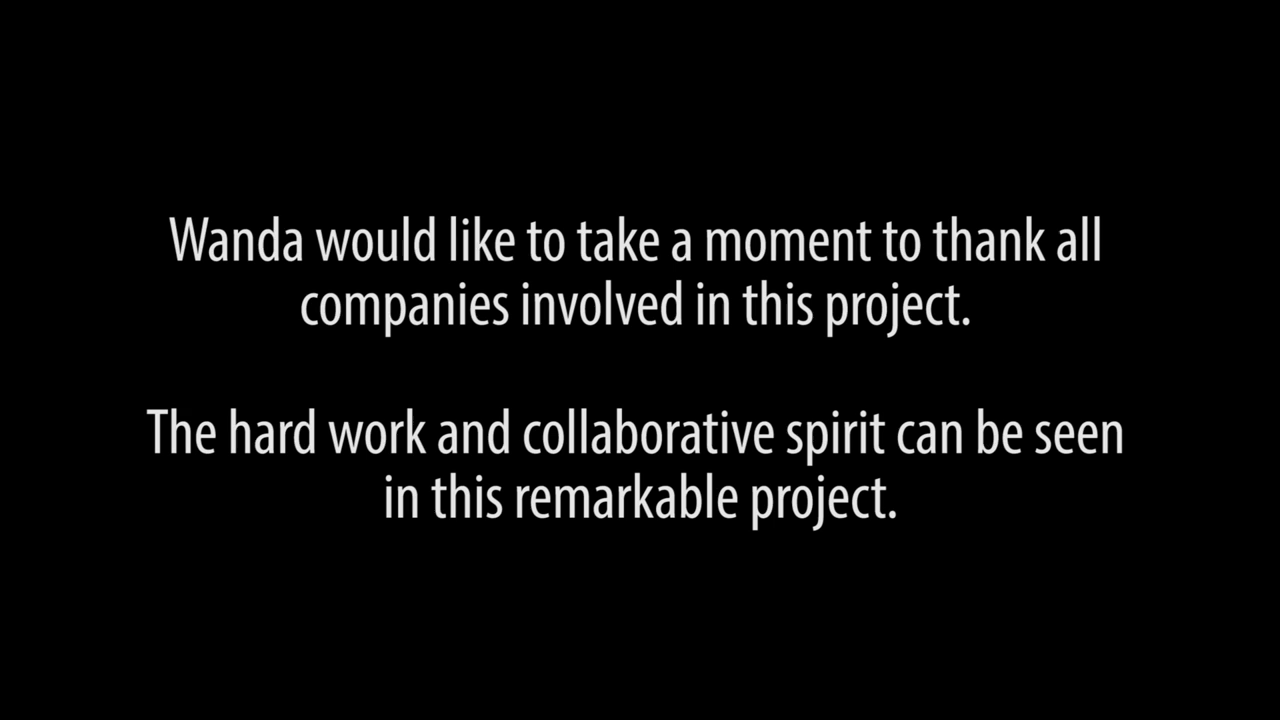 Wanda would like to take a moment to thank all
companies involved in this project.
The hard work and collaborative spirit can be seen
in this remarkable project.